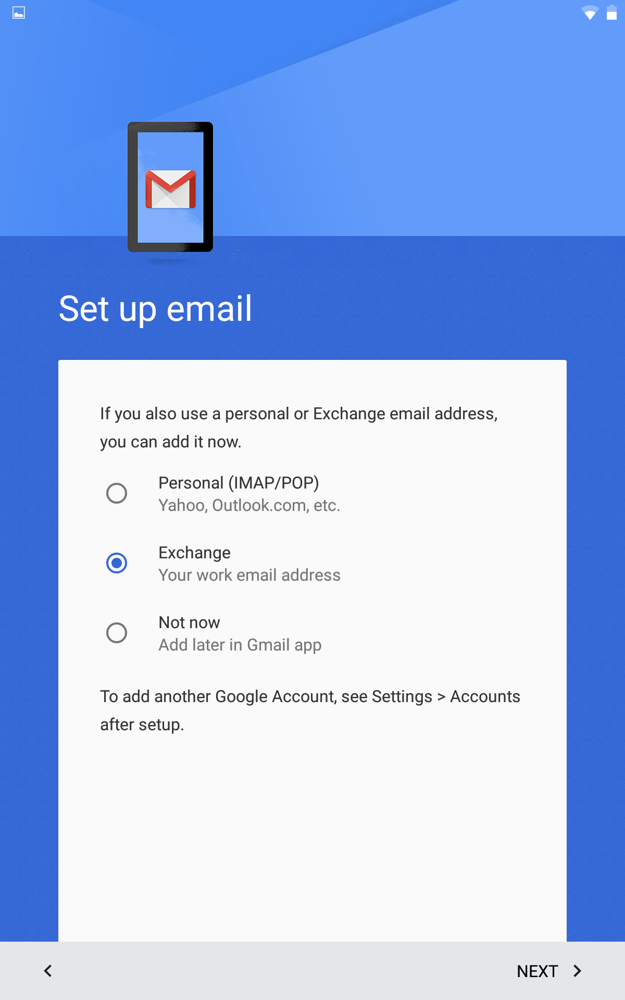 Set up email
If you also use a personal or Exchange email address,
you can add it now.
Personal (IMAP/POP)
Yahoo, Outlook.com, etc.
Exchange
Your work email address
Not now
Add later in Gmail app
To add another Google Account, see Settings > Accounts
after setup.
NEXT